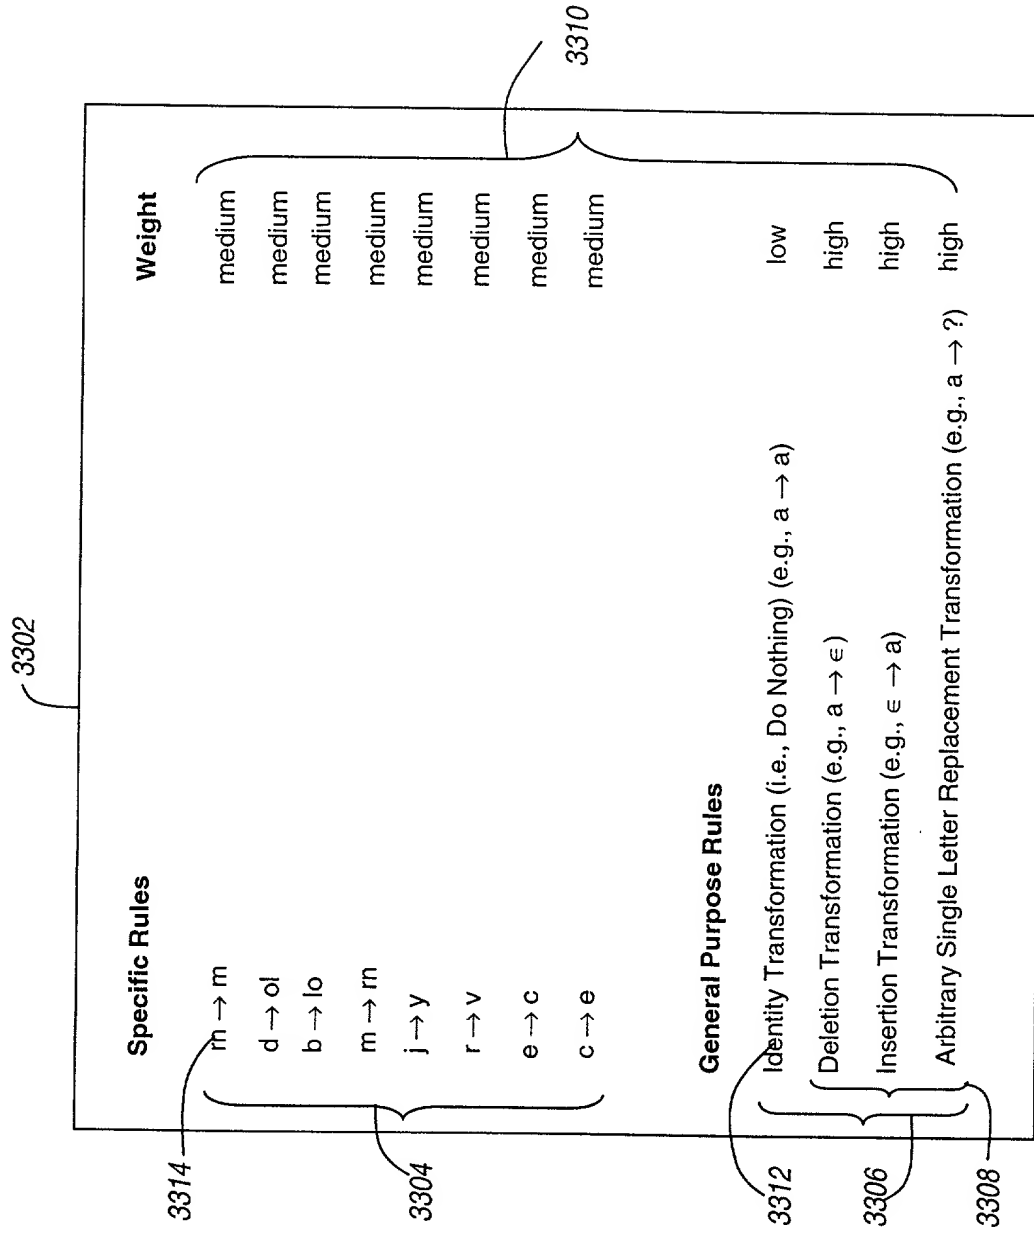 3302
Specific Rules Weight
3314
rn → m medium
d → ol medium
b → lo medium
m → rn medium
3304
j → y medium
r → v medium
e → c medium
3310
c → e medium
General Purpose Rules
3312
Identity Transformation (i.e., Do Nothing) (e.g., a → a) low
Deletion Transformation (e.g., a → ∈) high
3306
Insertion Transformation (e.g., ∈ → a) high
Arbitrary Single Letter Replacement Transformation (e.g., a → ?) high
3308